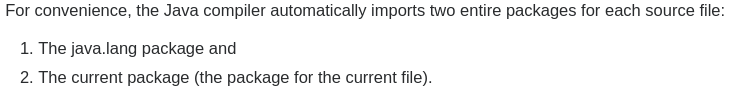 For convenience, the Java compiler automatically imports two entire packages for each source file:
1. The java.lang package and
2. The current package (the package for the current file).